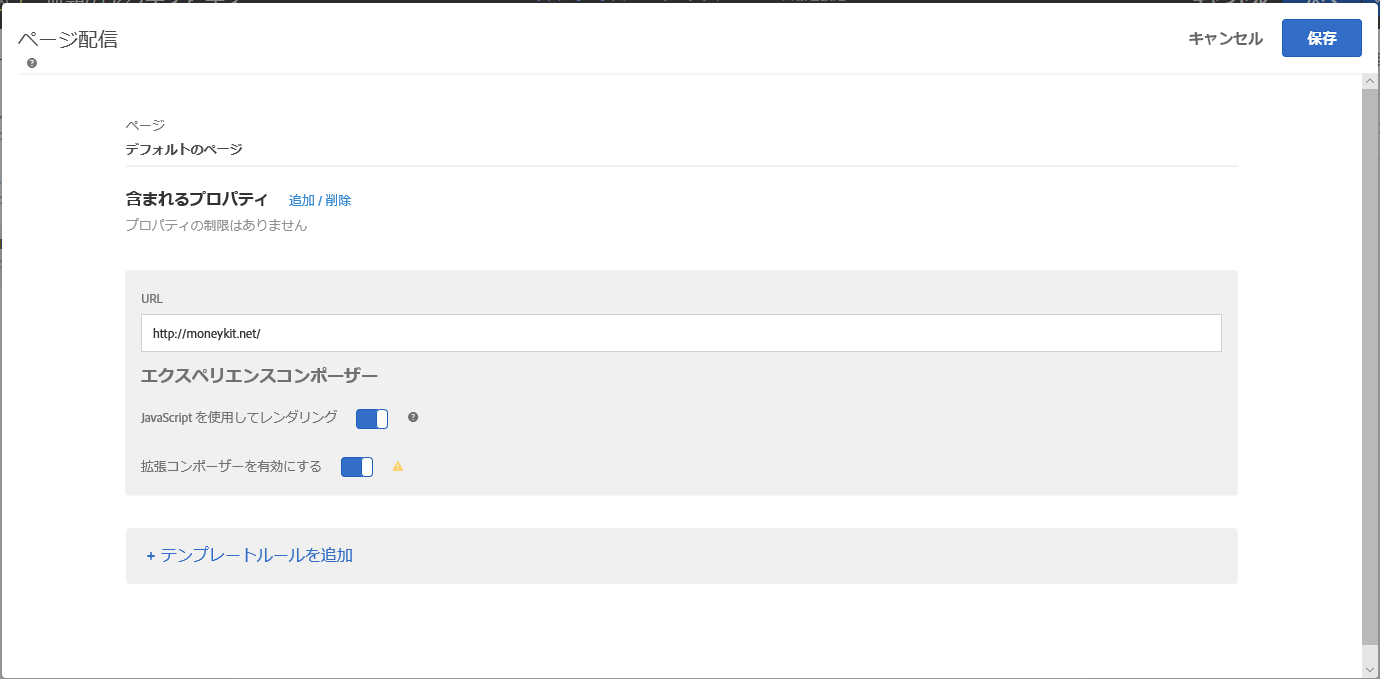 ページ配信
キャンセル
保存
ページ
デフォルトのページ
含まれるプロパティ 追加 / 削除
プロパティの制限はありません
URL
http://moneykit.net/
エクスペリエンスコンポーザー
JavaScript を使用してレンダリング
拡張コンポーザーを有効にする
+ テンプレートルールを追加